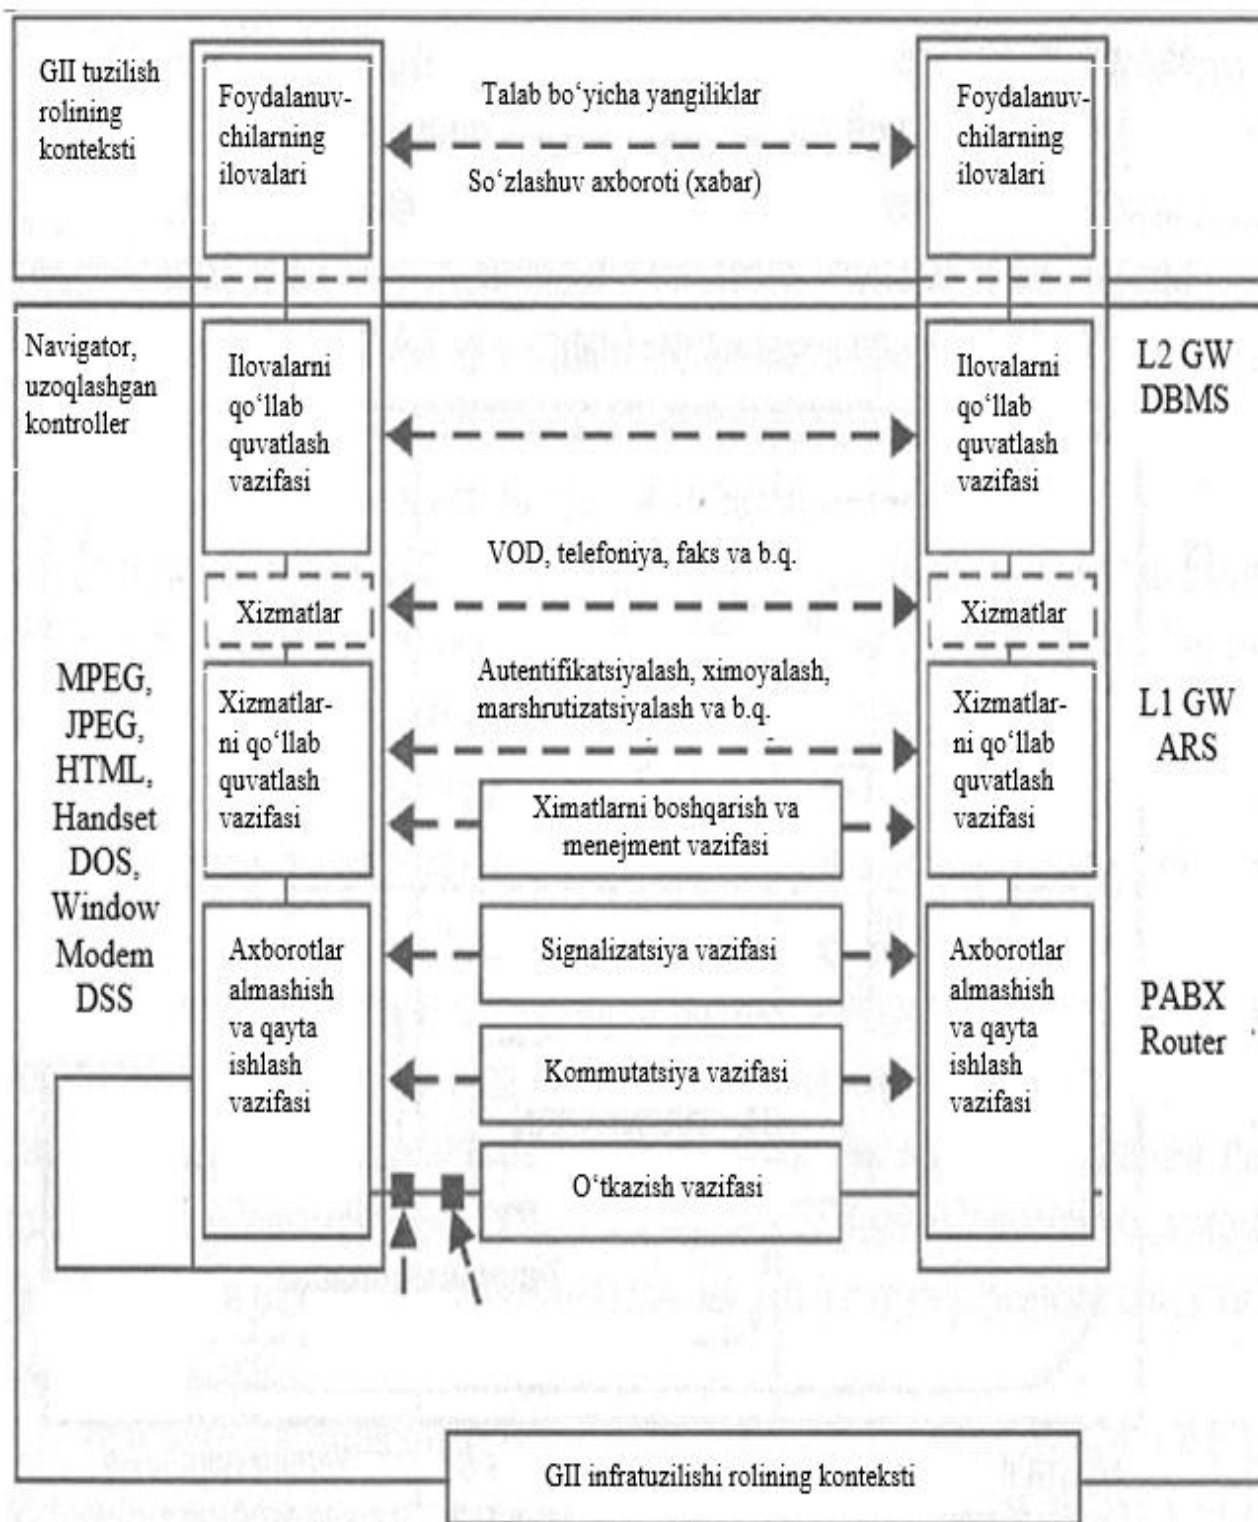 GII tuzilish
rolining
konteksti
Foydalanuv-
chilarning
ilovalari
Talab bo‘yicha yangiliklar
So‘zlashuv axboroti (xabar)
Foydalanuv-
chilarning
ilovalari
Navigator,
uzoqlashgan
kontroller
Ilovalarni
qo‘llab
quvatlash
vazifasi
Ilovalarni
qo‘llab
quvatlash
vazifasi
L2 GW
DBMS
VOD, telefoniya, faks va b.q.
Xizmatlar
Xizmatlar
MPEG,
JPEG,
HTML,
Handset
DOS,
Window
Modem
DSS
Xizmatlar-
ni qo‘llab
quvatlash
vazifasi
Autentifikatsiyalash, ximoyalash,
marshrutizatsiyalash va b.q.
Xizmatlar-
ni qo‘llab
quvatlash
vazifasi
L1 GW
ARS
Ximatlarni boshqarish va
menejment vazifasi
Axborotlar
almashish
va qayta
ishlash
vazifasi
Signalizatsiya vazifasi
Kommutatsiya vazifasi
O‘tkazish vazifasi
Axborotlar
almashish
va qayta
ishlash
vazifasi
PABX
Router
GII infratuzilishi rolining konteksti